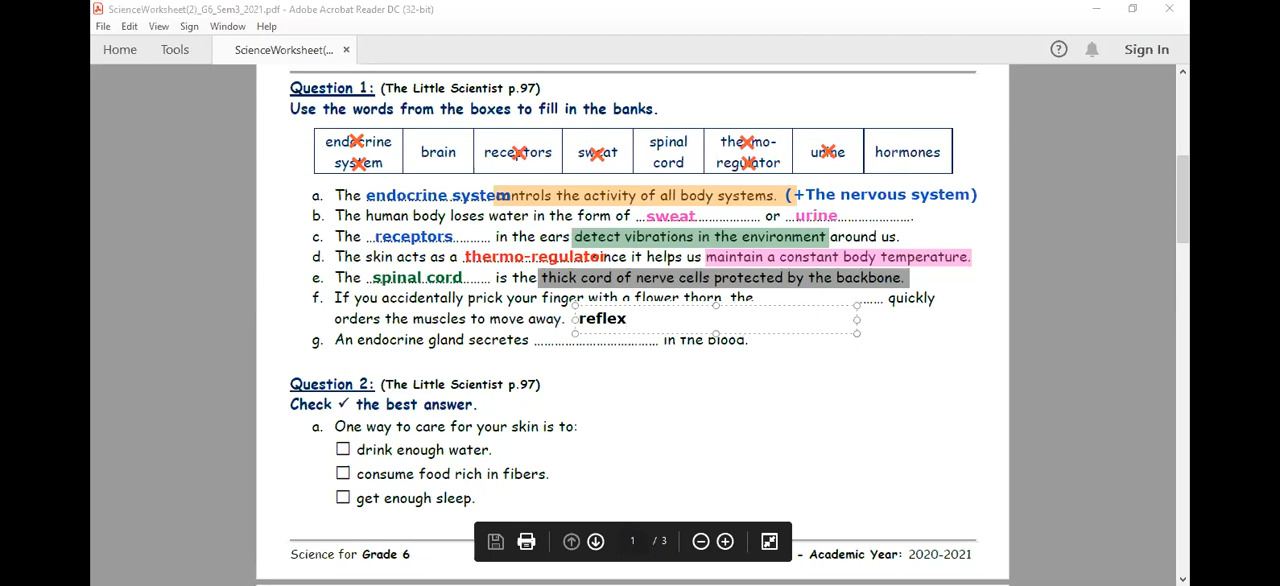 ScienceWorksheet(2)_G6_Sem3_2021.pdf - Adobe Acrobat Reader DC (32-bit)
File Edit View Sign Window Help
Home Tools ScienceWorksheet(... × Sign In
Question 1: (The Little Scientist p.97)
Use the words from the boxes to fill in the banks.
endocrine system brain receptors sweat spinal cord thermo-regulator urine hormones
a. The endocrine system controls the activity of all body systems. (+The nervous system)
b. The human body loses water in the form of ...sweat.................. or ...urine......................
c. The ...receptors.......... in the ears detect vibrations in the environment around us.
d. The skin acts as a thermo-regulator since it helps us maintain a constant body temperature.
e. The ..spinal cord....... is the thick cord of nerve cells protected by the backbone.
f. If you accidentally prick your finger with a flower thorn, the ...... quickly
orders the muscles to move away. reflex
g. An endocrine gland secretes .................................... in the blood.
Question 2: (The Little Scientist p.97)
Check ✓ the best answer.
a. One way to care for your skin is to:
☐ drink enough water.
☐ consume food rich in fibers.
☐ get enough sleep.
1 / 3
Science for Grade 6 - Academic Year: 2020-2021